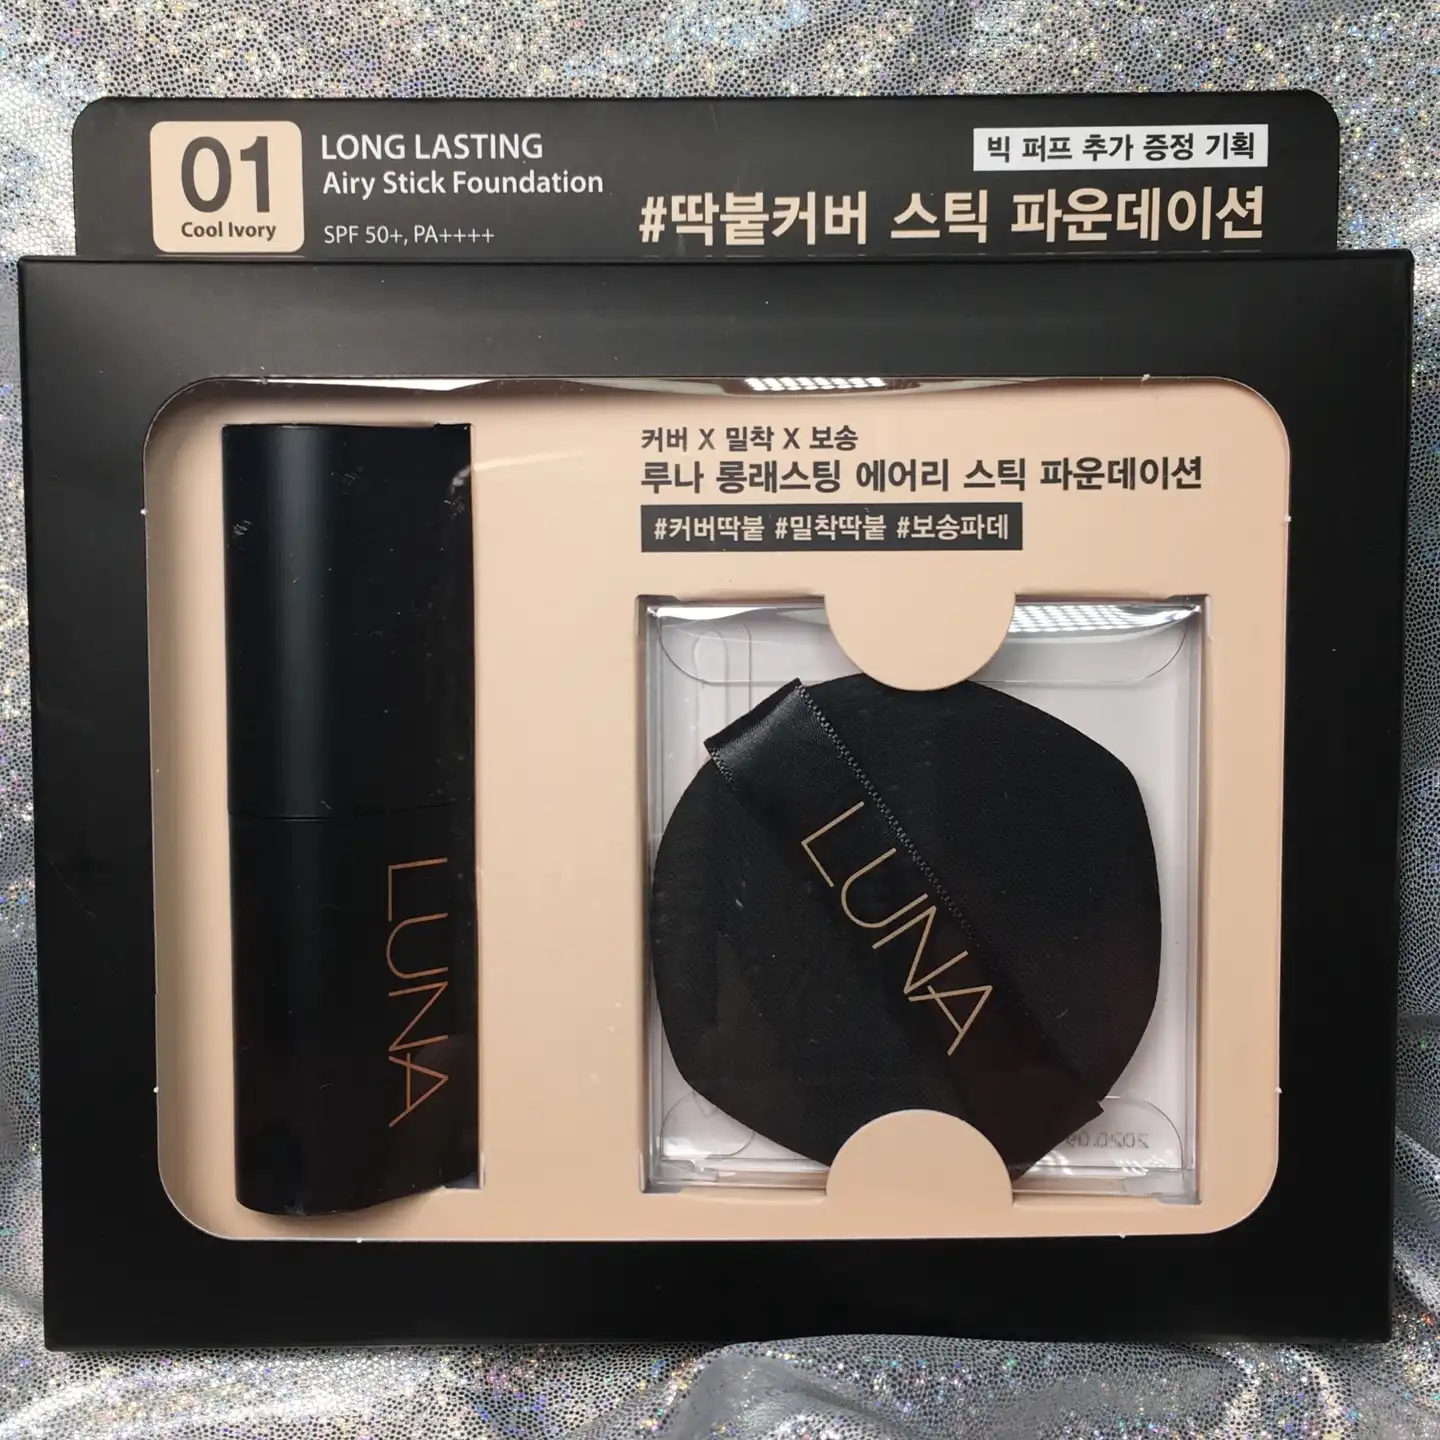 01
Cool Ivory
LONG LASTING
Airy Stick Foundation
SPF 50+, PA++++
빅 퍼프 추가 증정 기획
#딱붙커버 스틱 파운데이션
커버 X 밀착 X 보송
루나 롱래스팅 에어리 스틱 파운데이션
#커버딱붙 #밀착딱붙 #보송파데
LUNA
LUNA